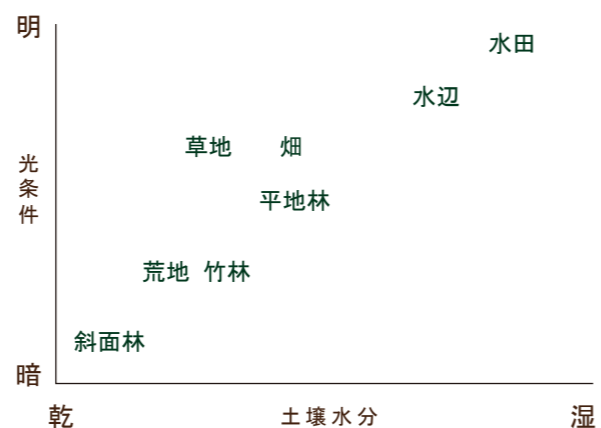 明
水田
水辺
草地 畑
光条件
平地林
荒地 竹林
斜面林
暗
乾 土壌水分 湿